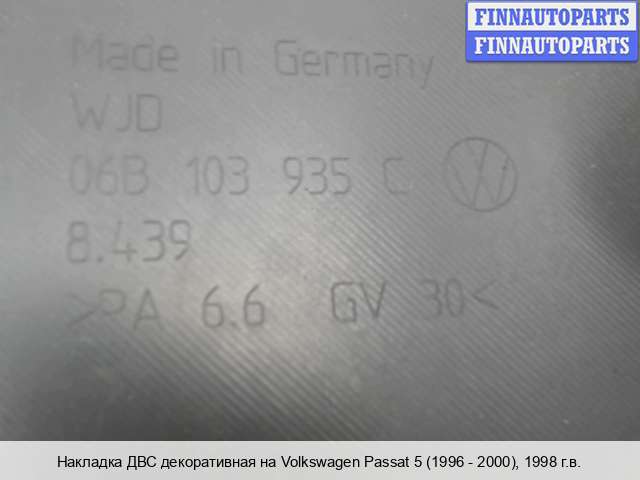 FINNAUTOPARTS
FINNAUTOPARTS
Made in Germany
WJD
06B 103 935 C
8.439
>PA 6.6 GV 30<
Накладка ДВС декоративная на Volkswagen Passat 5 (1996 - 2000), 1998 г.в.